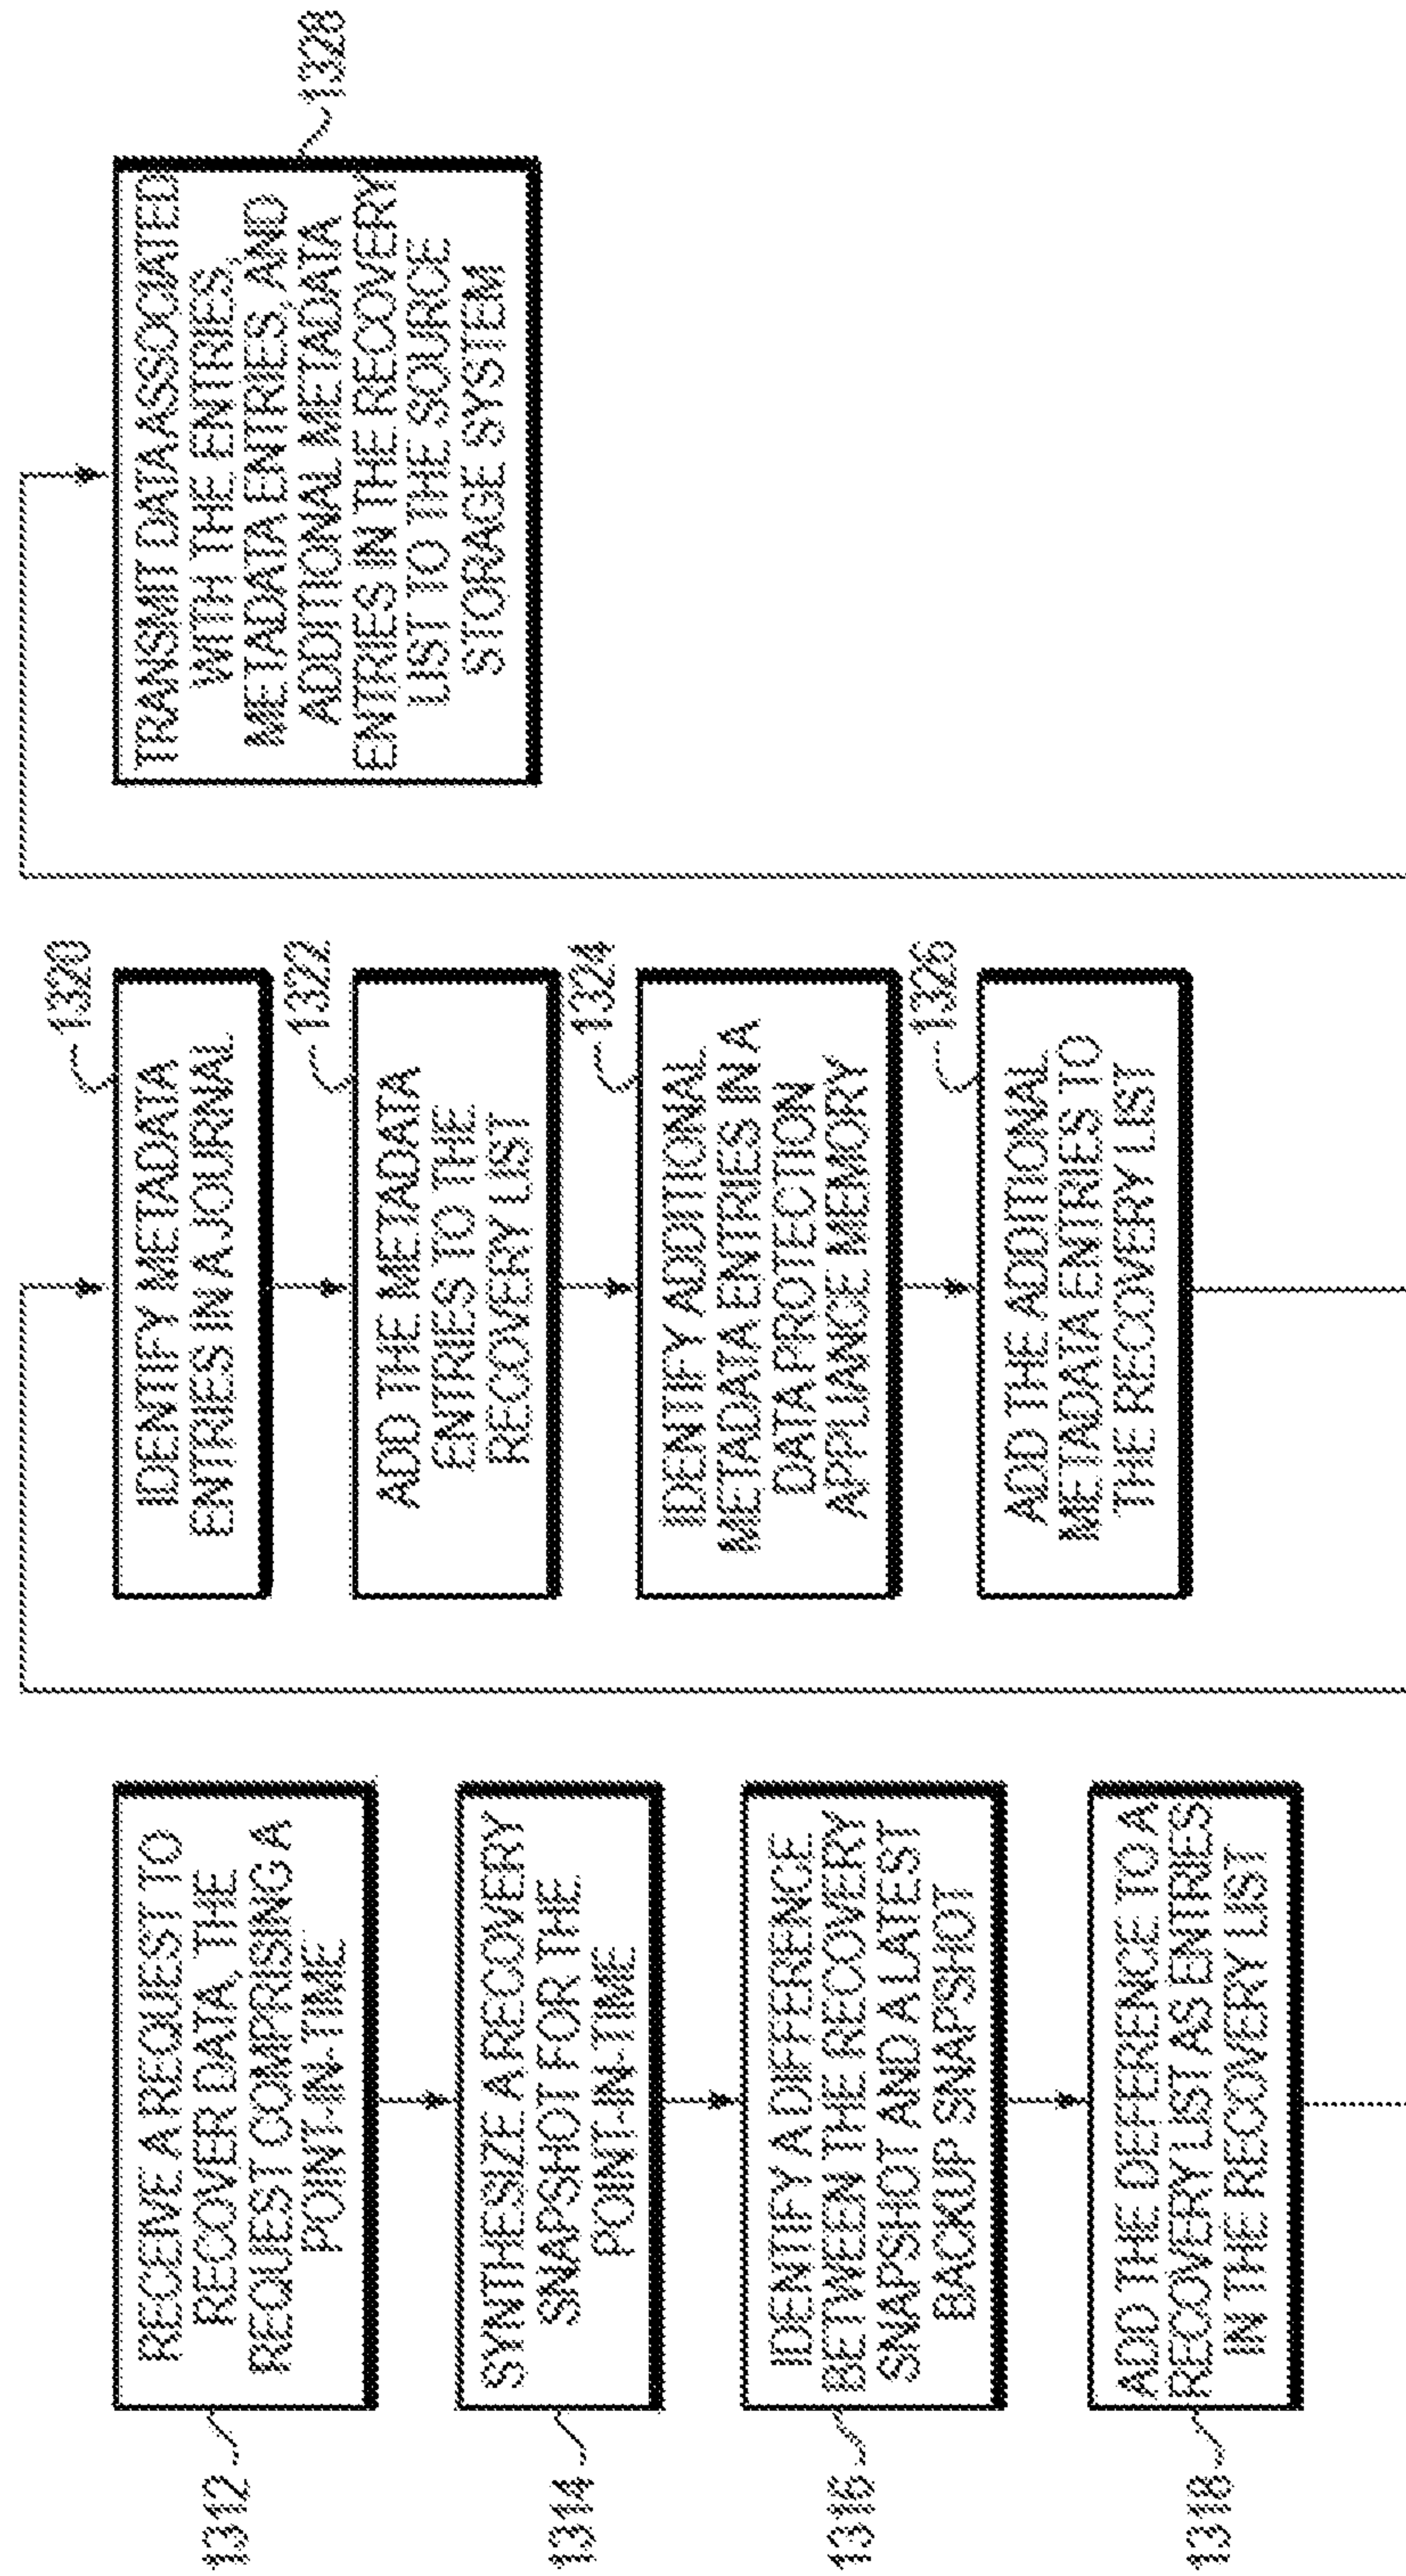 1312
RECEIVE A REQUEST TO
RECOVER DATA, THE
REQUEST COMPRISING A
POINT-IN-TIME
1314
SYNTHESIZE A RECOVERY
SNAPSHOT FOR THE
POINT-IN-TIME
1316
IDENTIFY A DIFFERENCE
BETWEEN THE RECOVERY
SNAPSHOT AND A LATEST
BACKUP SNAPSHOT
1318
ADD THE DIFFERENCE TO A
RECOVERY LIST AS ENTRIES
IN THE RECOVERY LIST
1320
IDENTIFY METADATA
ENTRIES IN A JOURNAL
1322
ADD THE METADATA
ENTRIES TO THE
RECOVERY LIST
1324
IDENTIFY ADDITIONAL
METADATA ENTRIES IN A
DATA PROTECTION
APPLIANCE MEMORY
1326
ADD THE ADDITIONAL
METADATA ENTRIES TO
THE RECOVERY LIST
1328
TRANSMIT DATA ASSOCIATED
WITH THE ENTRIES,
METADATA ENTRIES, AND
ADDITIONAL METADATA
ENTRIES IN THE RECOVERY
LIST TO THE SOURCE
STORAGE SYSTEM